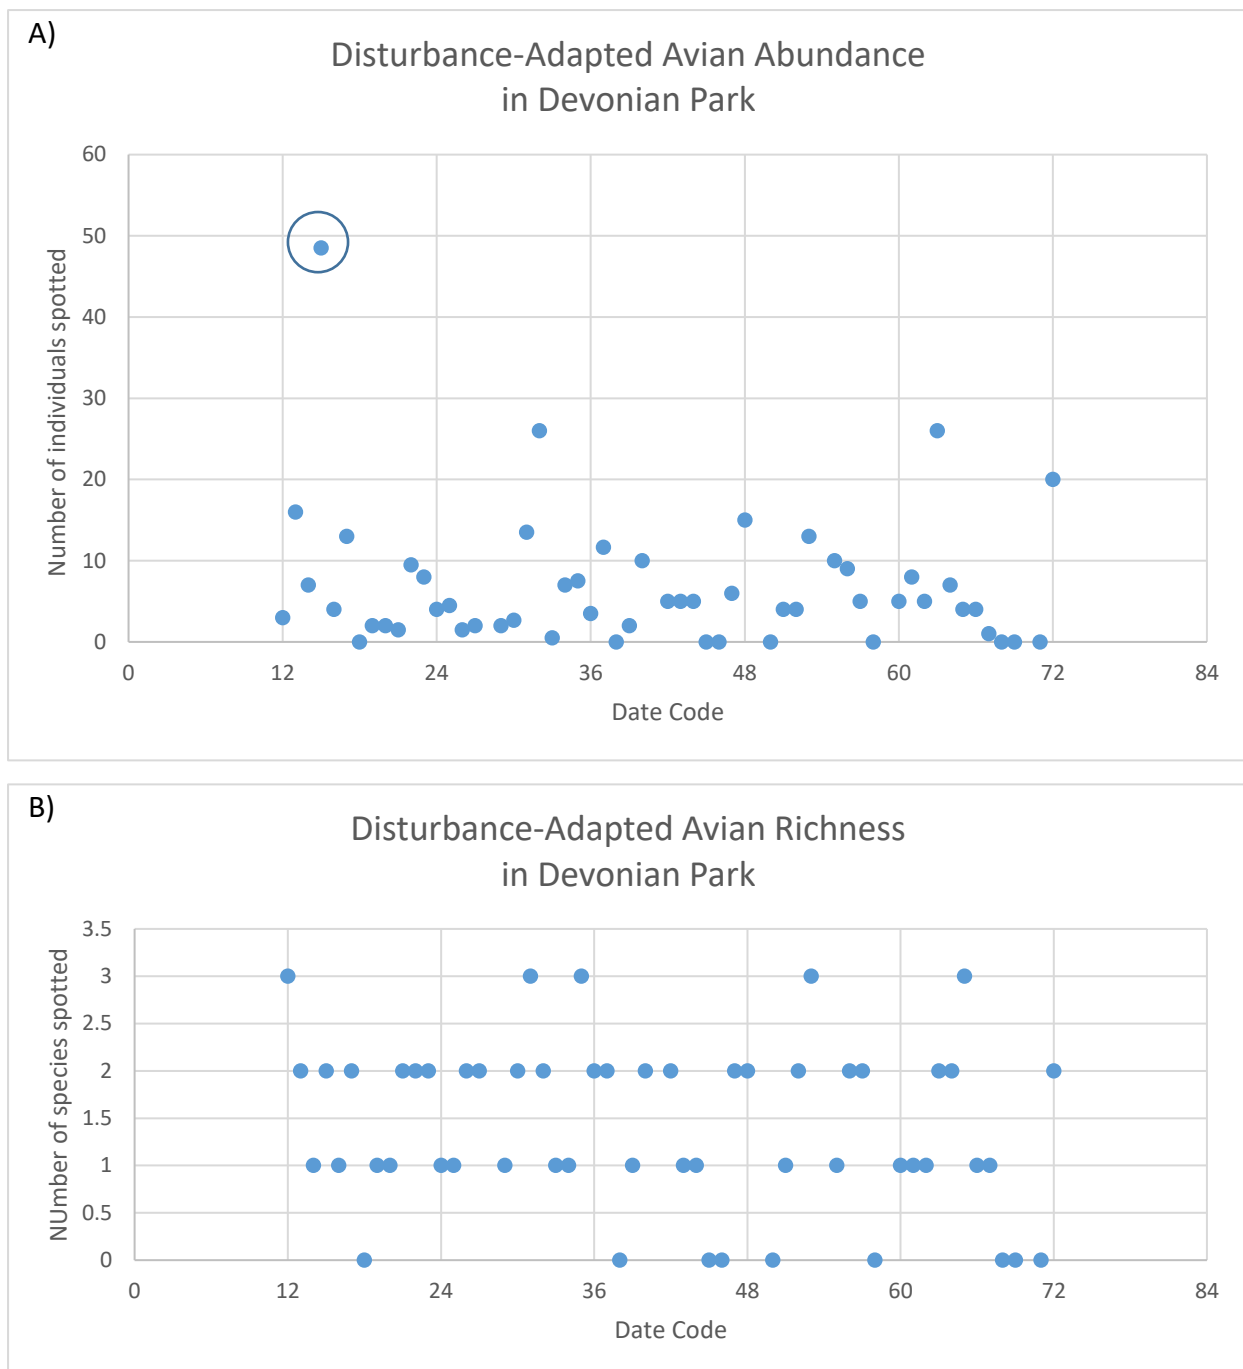 A)
Disturbance-Adapted Avian Abundance
in Devonian Park
60
50
40
30
20
10
0
Number of individuals spotted
0 12 24 36 48 60 72 84
Date Code
B)
Disturbance-Adapted Avian Richness
in Devonian Park
3.5
3
2.5
2
1.5
1
0.5
0
NUmber of species spotted
0 12 24 36 48 60 72 84
Date Code